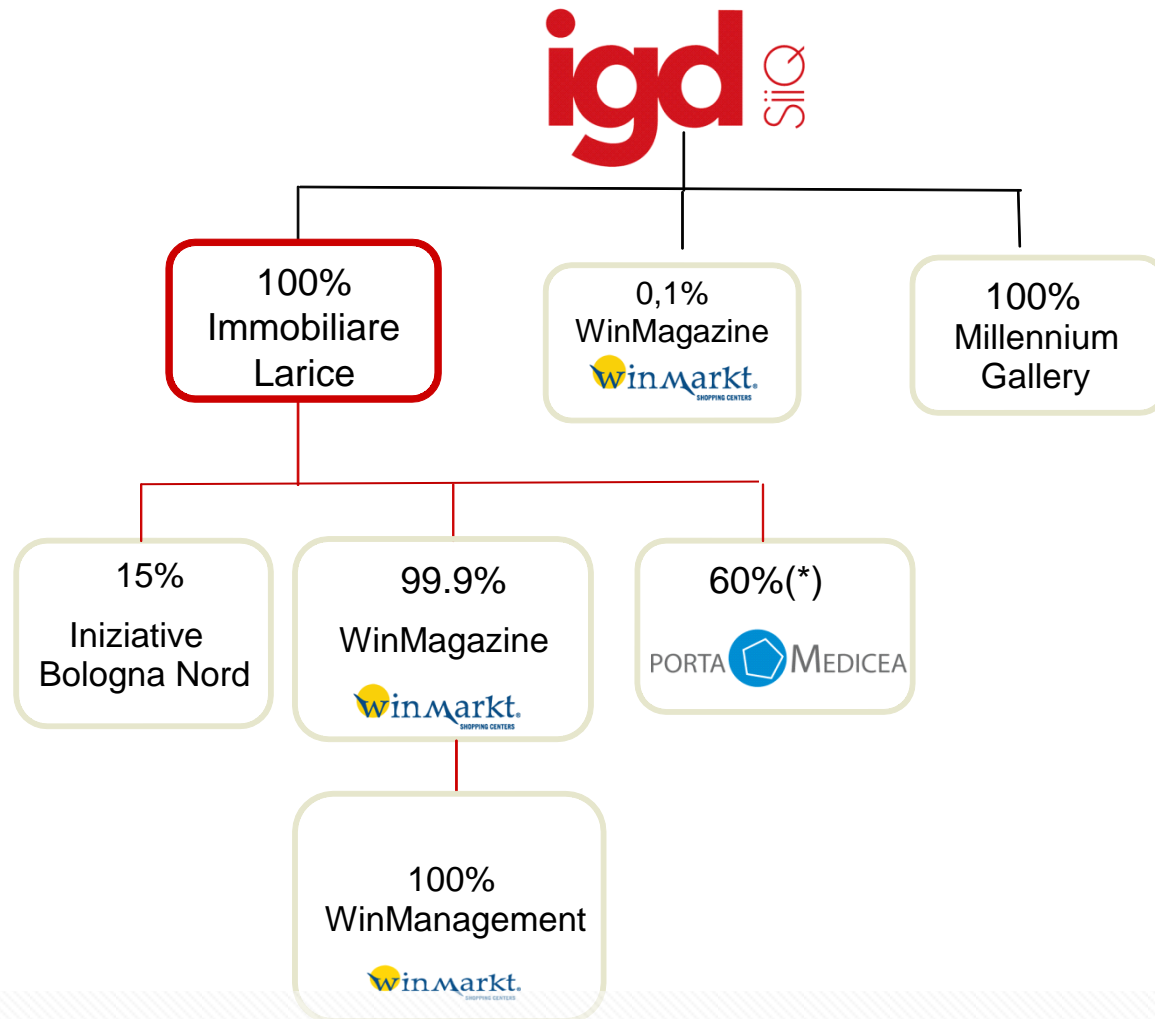 igd SiiQ
100%
Immobiliare
Larice
0,1%
WinMagazine
winmarkt.
SHOPPING CENTERS
100%
Millennium
Gallery
15%
Iniziative
Bologna Nord
99.9%
WinMagazine
winmarkt.
SHOPPING CENTERS
60%(*)
PORTA MEDICEA
100%
WinManagement
winmarkt.
SHOPPING CENTERS